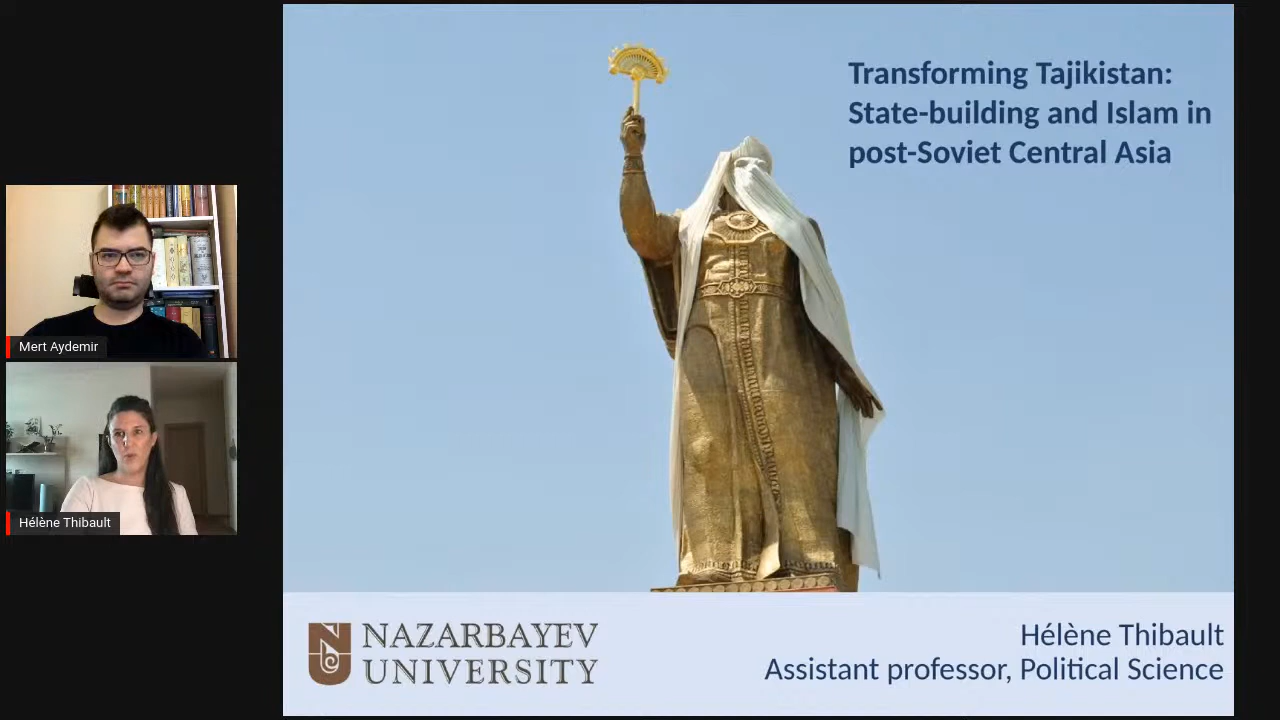 Transforming Tajikistan:
State-building and Islam in
post-Soviet Central Asia
Mert Aydemir
Hélène Thibault
NAZARBAYEV
UNIVERSITY
Hélène Thibault
Assistant professor, Political Science